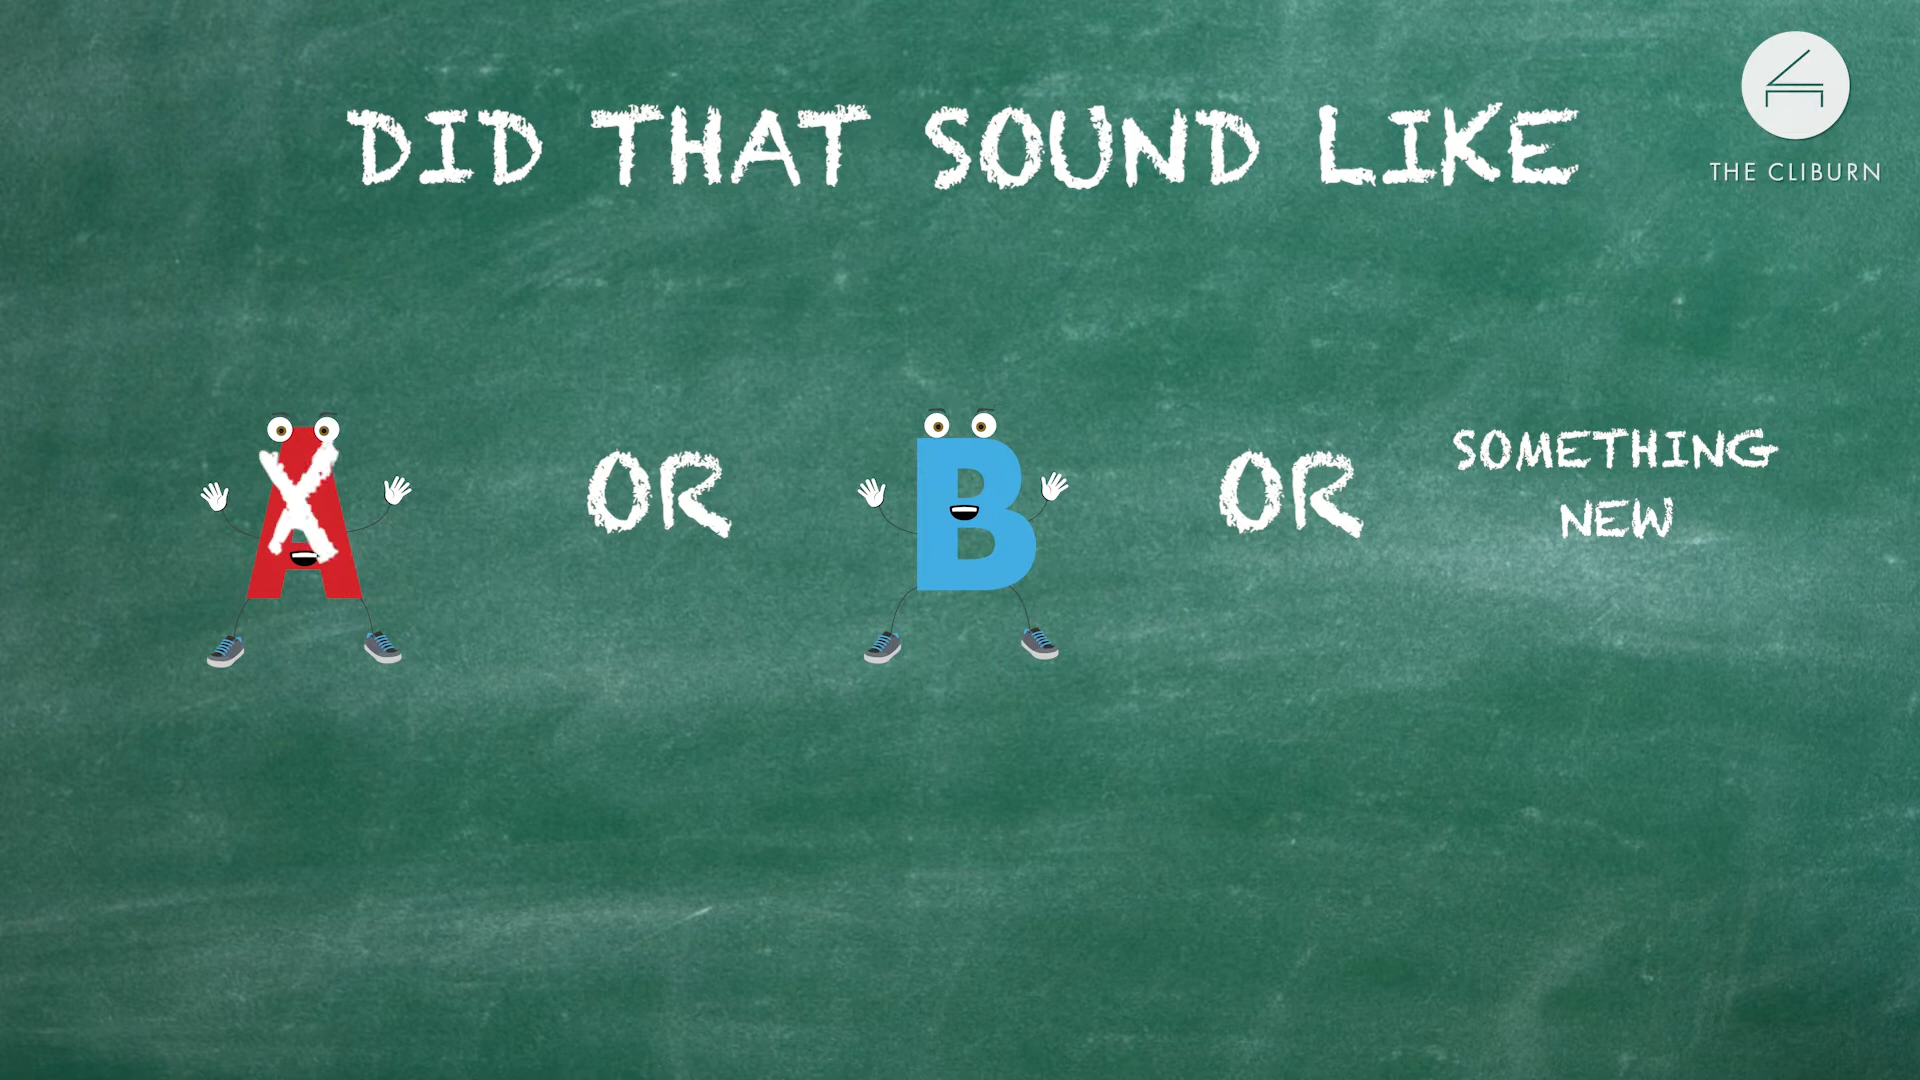 DID THAT SOUND LIKE
THE CLIBURN
A X OR B OR SOMETHING
NEW